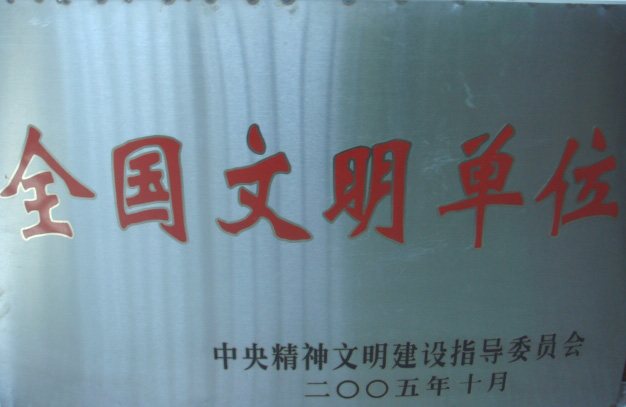 全国文明单位
中央精神文明建设指导委员会
二〇〇五年十月